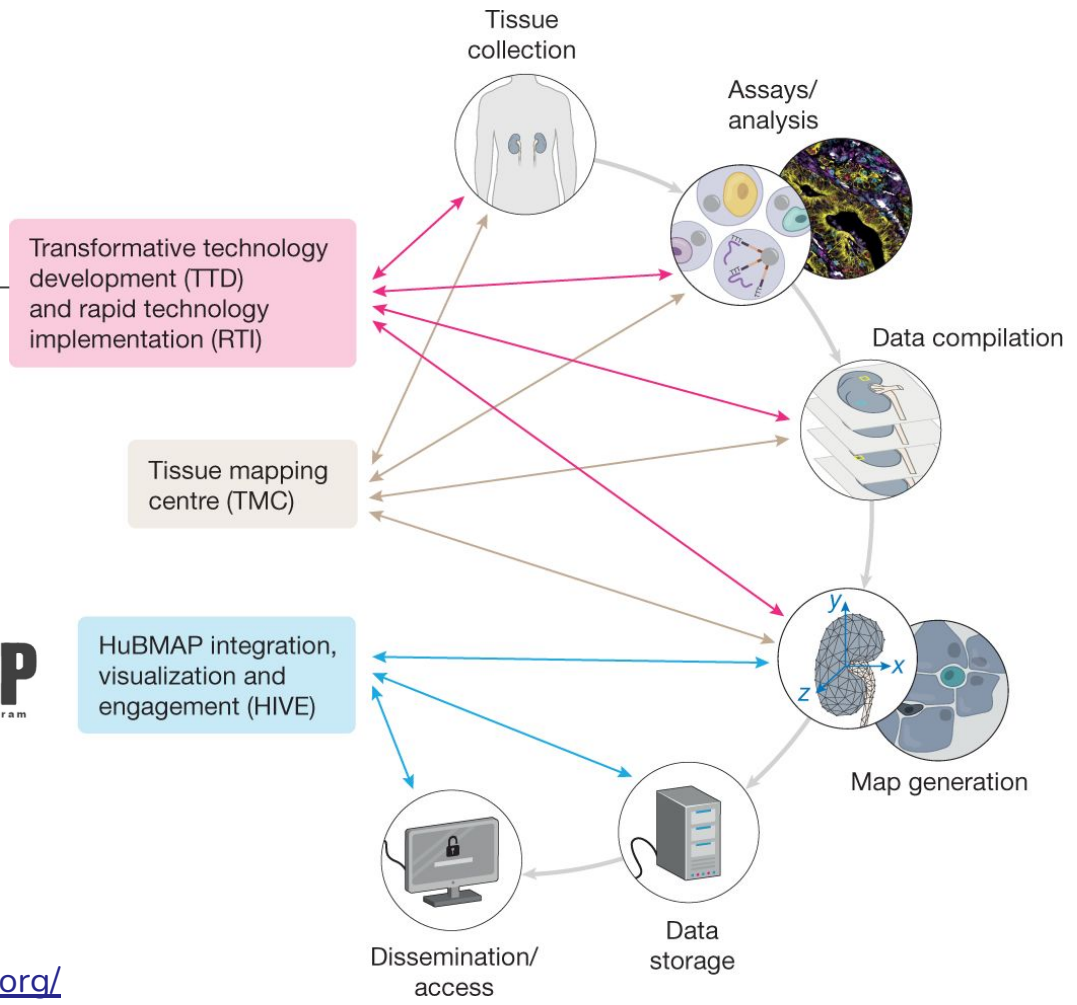 Tissue
collection
Assays/
analysis
Transformative technology
development (TTD)
and rapid technology
implementation (RTI)
Data compilation
Tissue mapping
centre (TMC)
y
x
z
P
ram
HuBMAP integration,
visualization and
engagement (HIVE)
Map generation
Data
storage
Dissemination/
access
org/